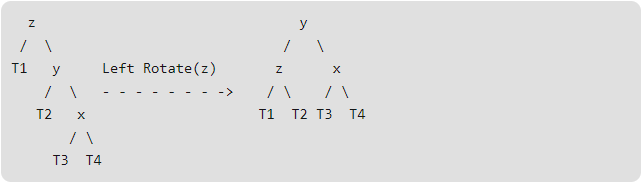 z                                y
/  \                            /   \
T1   y     Left Rotate(z)       z      x
/  \   - - - - - - - ->    / \    / \
T2   x                    T1  T2 T3  T4
/ \
T3  T4